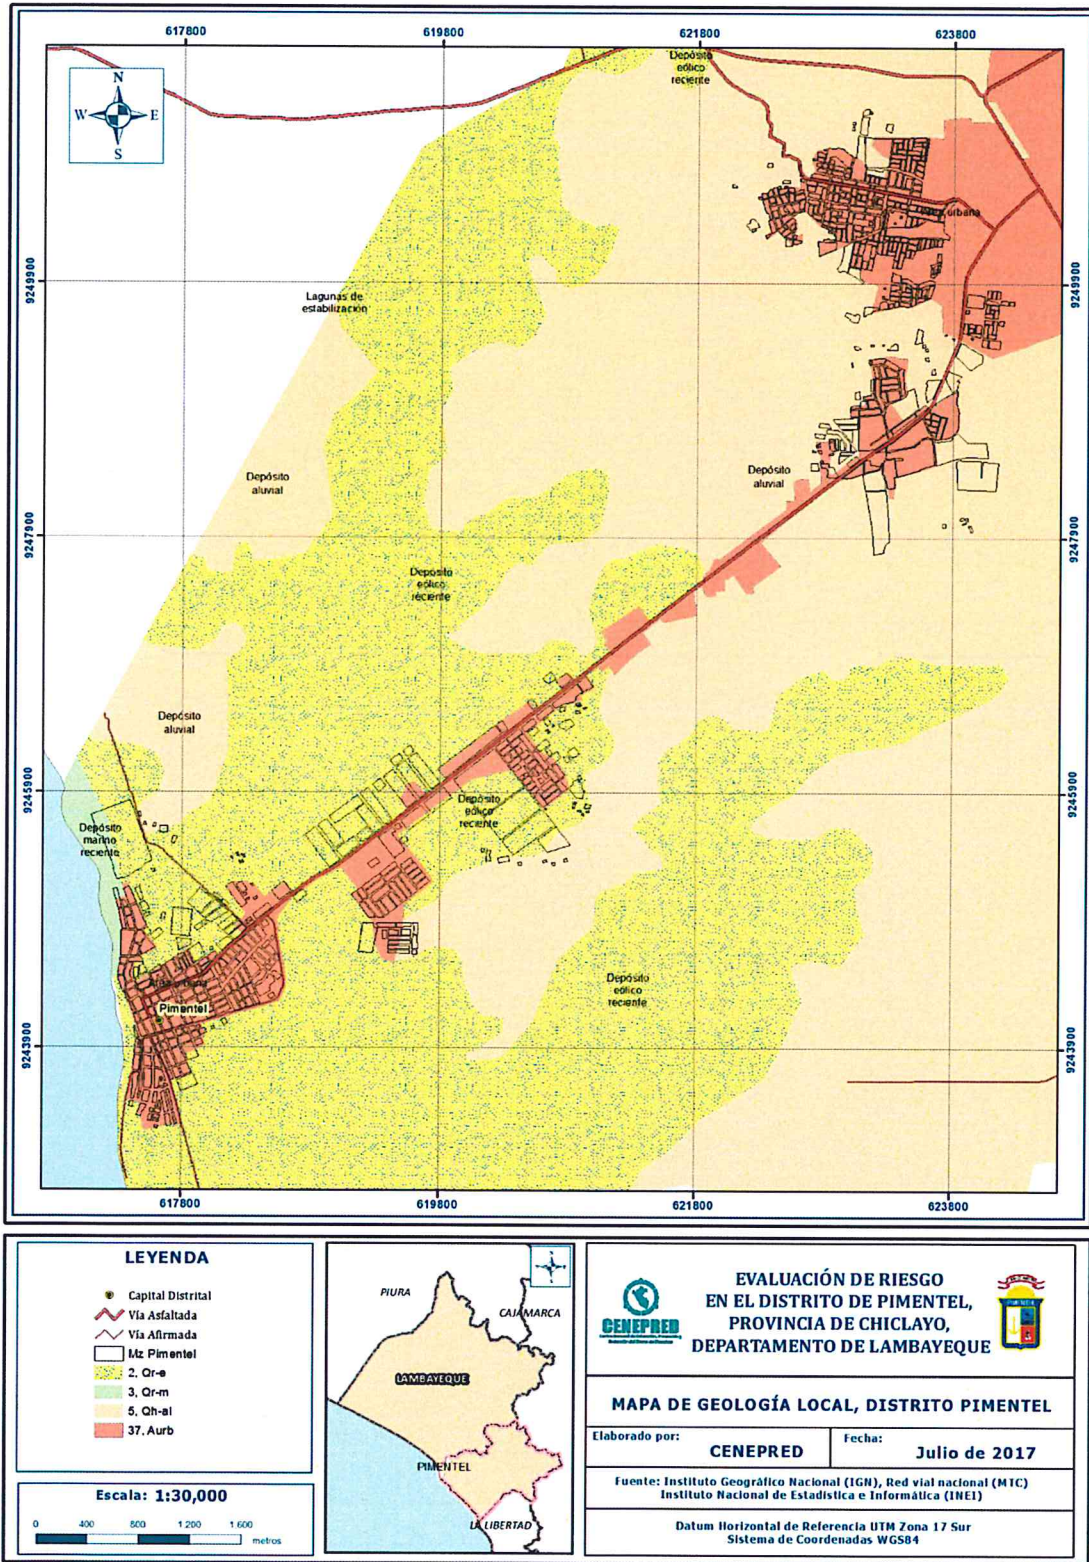 617800
619800
621800
623800
N
W
E
S
Depósito
eólico
reciente
Lagunas de
estabilización
9249900
9249900
Depósito
aluvial
Depósito
aluvial
9247900
9247900
Depósito
eólico
reciente
Depósito
aluvial
9245900
9245900
Depósito
marino
reciente
Depósito
eólico
reciente
Depósito
eólico
reciente
Pimentel
9243900
9243900
617800
619800
621800
623800
LEYENDA
Capital Distrital
Vía Asfaltada
Vía Afirmada
Mz Pimentel
2, Qr-e
3, Qr-m
5, Qh-al
37, Aurb
Escala: 1:30,000
0 400 800 1.200 1.600
metros
PIURA
CAJAMARCA
LAMBAYEQUE
PIMENTEL
LA LIBERTAD
CENEPRED
EVALUACIÓN DE RIESGO
EN EL DISTRITO DE PIMENTEL,
PROVINCIA DE CHICLAYO,
DEPARTAMENTO DE LAMBAYEQUE
MAPA DE GEOLOGÍA LOCAL, DISTRITO PIMENTEL
Elaborado por:
CENEPRED
Fecha:
Julio de 2017
Fuente: Instituto Geográfico Nacional (IGN), Red vial nacional (MTC)
Instituto Nacional de Estadística e Informática (INEI)
Datum Horizontal de Referencia UTM Zona 17 Sur
Sistema de Coordenadas WGS84